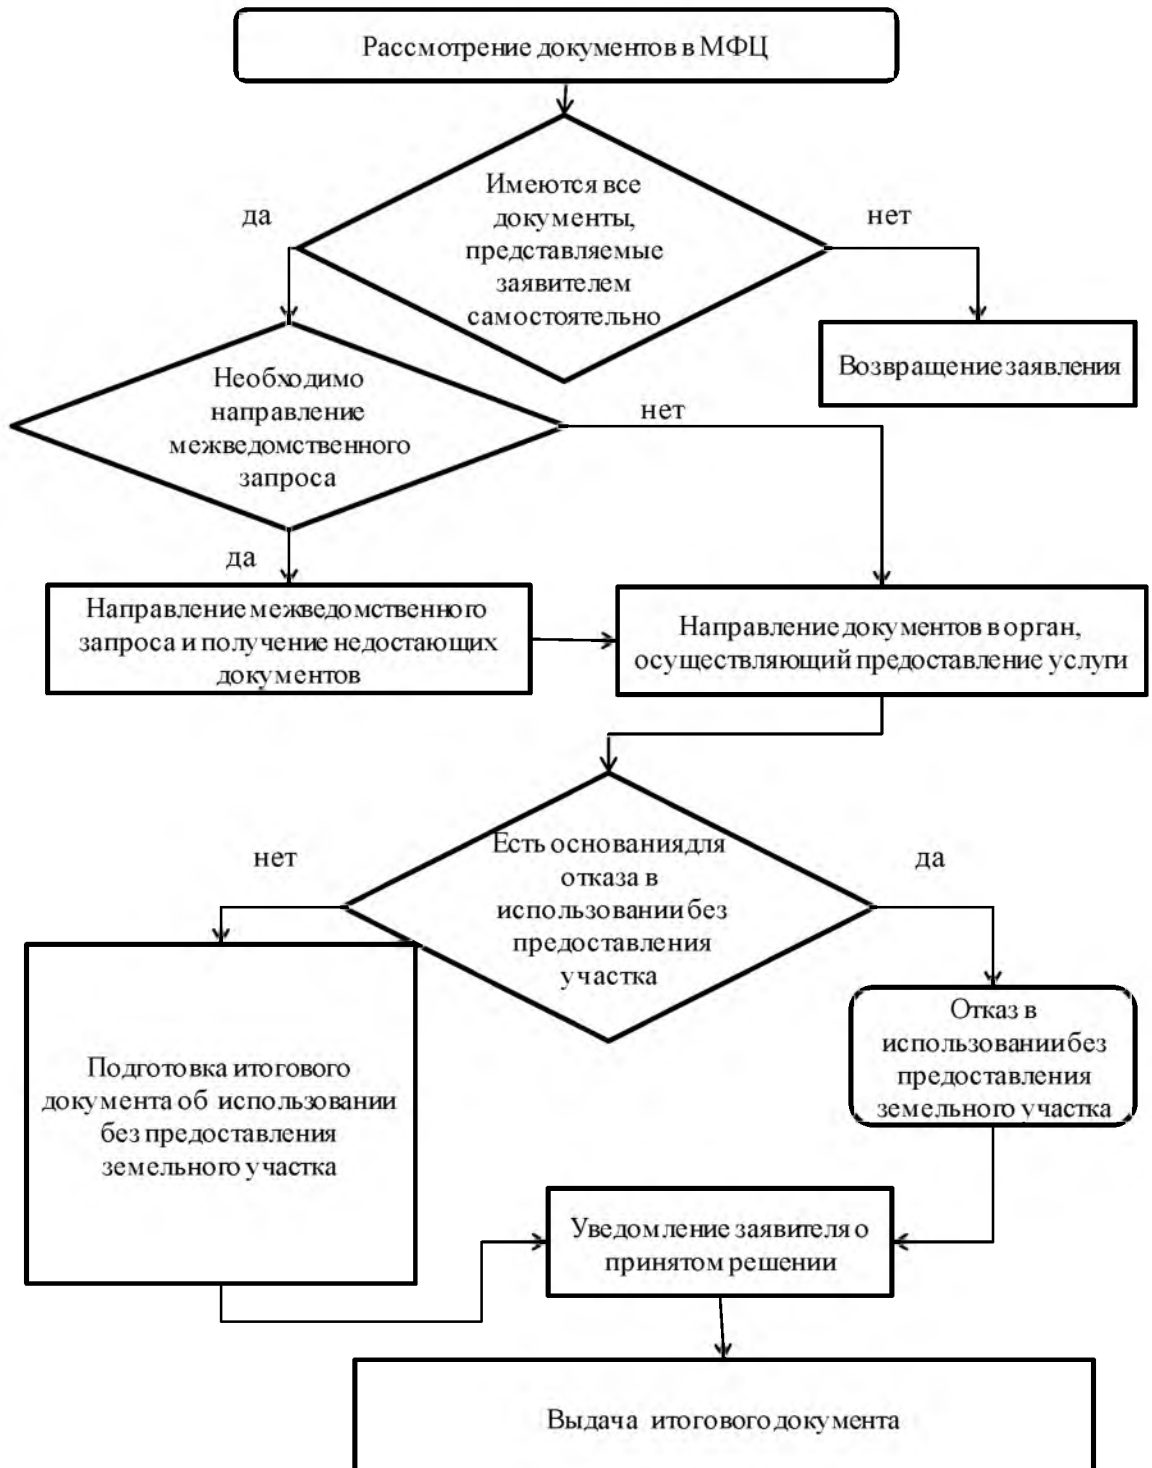 Рассмотрение документов в МФЦ
Имеются все
документы,
представляемые
заявителем
самостоятельно
да
нет
Возвращение заявления
Необходимо
направление
межведомственного
запроса
нет
да
Направление межведомственного
запроса и получение недостающих
документов
Направление документов в орган,
осуществляющий предоставление услуги
Есть основания для
отказа в
использовании без
предоставления
участка
нет
да
Подготовка итогового
документа об использовании
без предоставления
земельного участка
Отказ в
использовании без
предоставления
земельного участка
Уведомление заявителя о
принятом решении
Выдача итогового документа